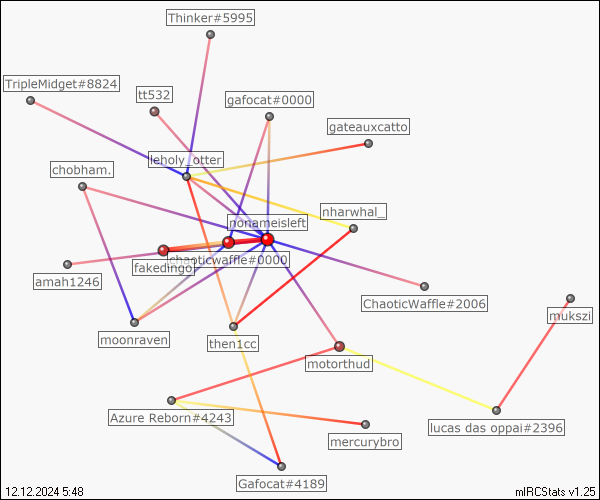 Thinker#5995
TripleMidget#8824
tt532
gafocat#0000
gateauxcatto
leholy_otter
chobham.
nharwhal_
nonameisleft
chaoticwaffle#0000
fakedingo
amah1246
ChaoticWaffle#2006
mukszi
moonraven
then1cc
motorthud
Azure Reborn#4243
lucas das oppai#2396
mercurybro
Gafocat#4189
12.12.2024 5:48
mIRCStats v1.25